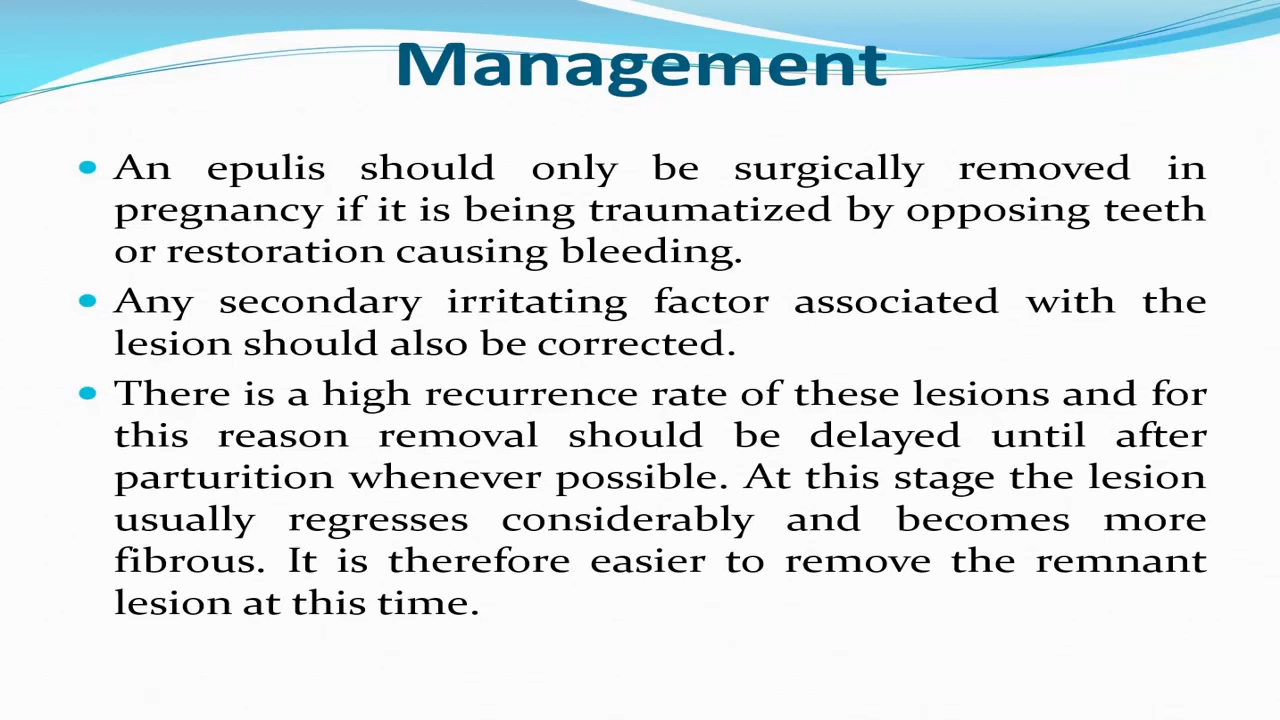 Management
• An epulis should only be surgically removed in
pregnancy if it is being traumatized by opposing teeth
or restoration causing bleeding.
• Any secondary irritating factor associated with the
lesion should also be corrected.
• There is a high recurrence rate of these lesions and for
this reason removal should be delayed until after
parturition whenever possible. At this stage the lesion
usually regresses considerably and becomes more
fibrous. It is therefore easier to remove the remnant
lesion at this time.